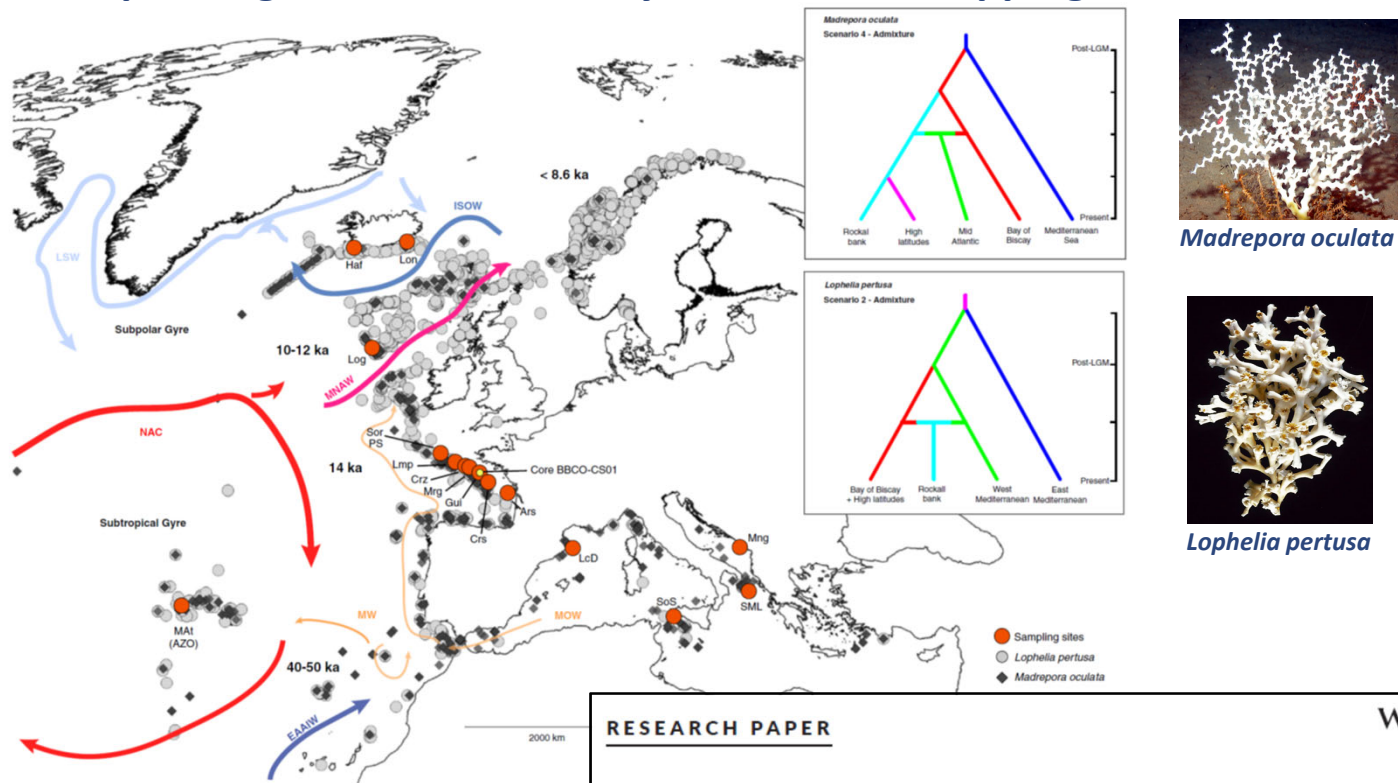 Madrepora oculata
Scenario 4 - Admixture
Post-LGM
Present
Rockal bank
High latitudes
Mid Atlantic
Bay of Biscay
Mediterranean Sea
Madrepora oculata
Lophelia pertusa
Scenario 2 - Admixture
Post-LGM
Present
Bay of Biscay + High latitudes
Rockall bank
West Mediterranean
East Mediterranean
Lophelia pertusa
< 8.6 ka
ISOW
LSW
Haf
Lon
Subpolar Gyre
10-12 ka
Log
MNAW
NAC
Sor
PS
14 ka
Lmp
Core BBCO-CS01
Crz
Mrg
Gui
Ars
Crs
Subtropical Gyre
LcD
Mng
SoS
SML
MAt
(AZO)
MW
MOW
40-50 ka
EAAIW
Sampling sites
Lophelia pertusa
Madrepora oculata
2000 km
RESEARCH PAPER
W